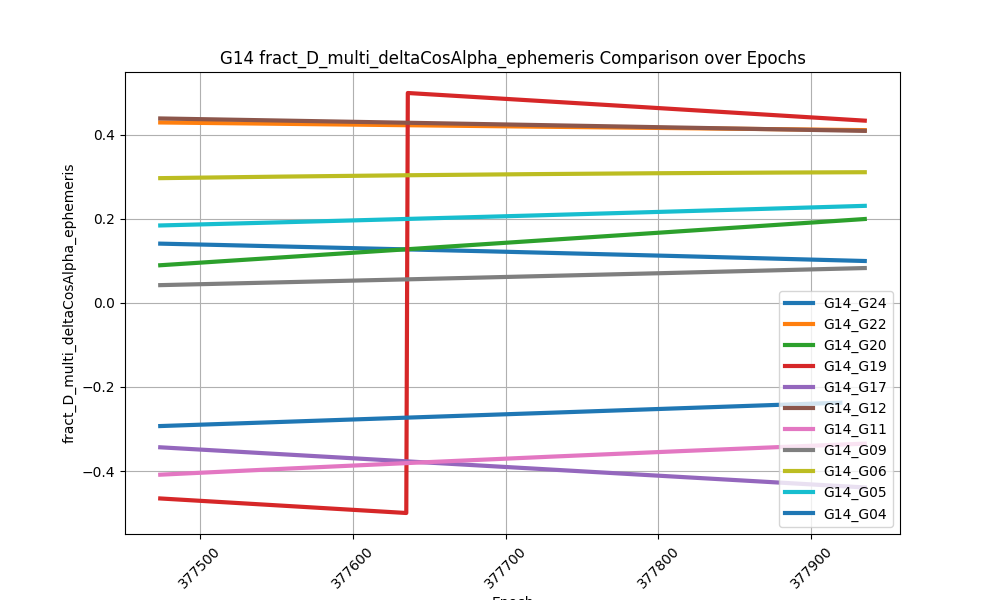 G14 fract_D_multi_deltaCosAlpha_ephemeris Comparison over Epochs
fract_D_multi_deltaCosAlpha_ephemeris
0.4
0.2
0.0
−0.2
−0.4
G14_G24
G14_G22
G14_G20
G14_G19
G14_G17
G14_G12
G14_G11
G14_G09
G14_G06
G14_G05
G14_G04
377500
377600
377700
377800
377900
Epoch